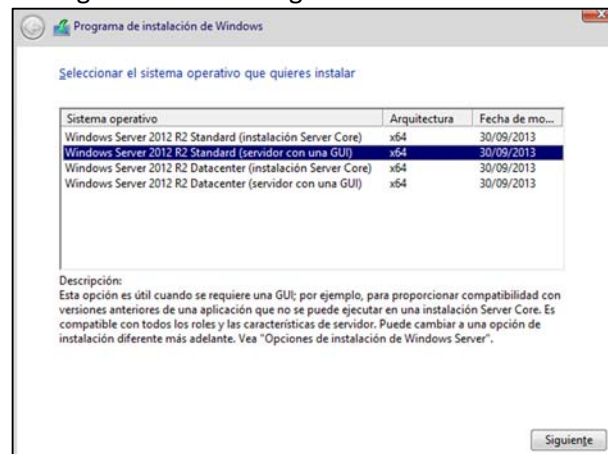 Programa de instalación de Windows
Seleccionar el sistema operativo que quieres instalar
Sistema operativo Arquitectura Fecha de mo...
Windows Server 2012 R2 Standard (instalación Server Core) x64 30/09/2013
Windows Server 2012 R2 Standard (servidor con una GUI) x64 30/09/2013
Windows Server 2012 R2 Datacenter (instalación Server Core) x64 30/09/2013
Windows Server 2012 R2 Datacenter (servidor con una GUI) x64 30/09/2013
Descripción:
Esta opción es útil cuando se requiere una GUI; por ejemplo, para proporcionar compatibilidad con
versiones anteriores de una aplicación que no se puede ejecutar en una instalación Server Core. Es
compatible con todos los roles y las características de servidor. Puede cambiar a una opción de
instalación diferente más adelante. Vea "Opciones de instalación de Windows Server".
Siguiente